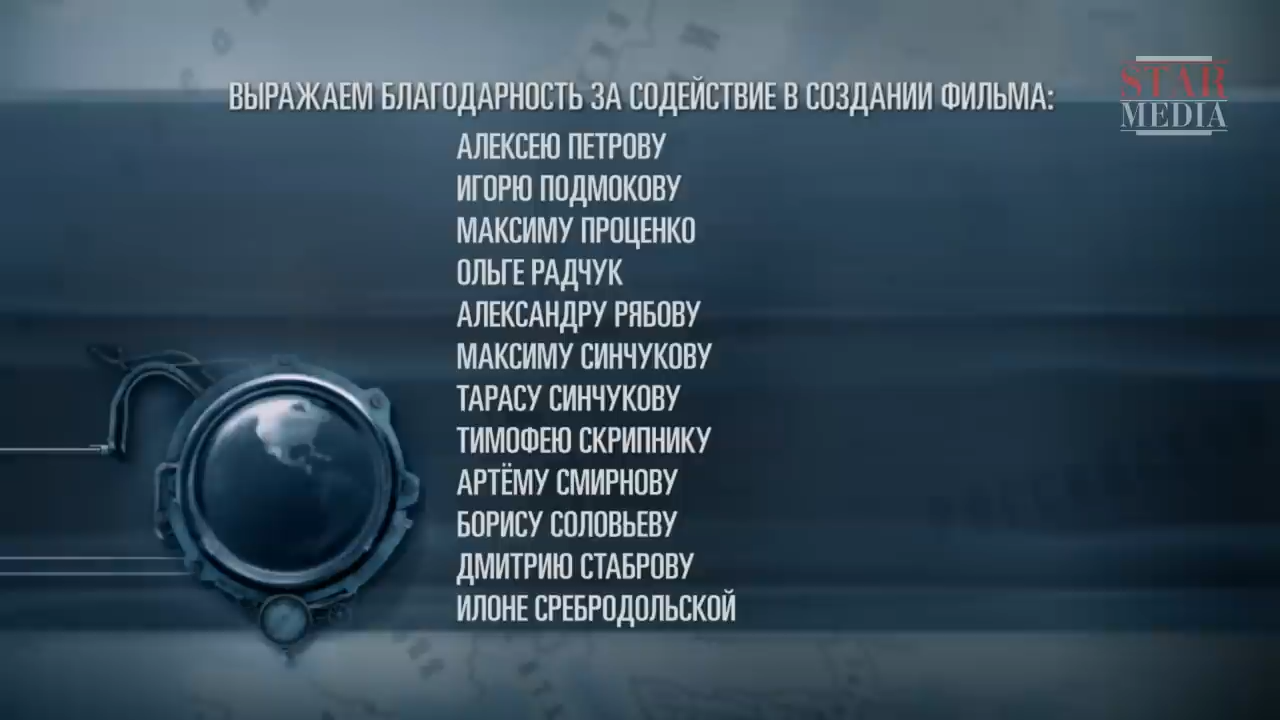 ВЫРАЖАЕМ БЛАГОДАРНОСТЬ ЗА СОДЕЙСТВИЕ В СОЗДАНИИ ФИЛЬМА:
STAR
MEDIA
АЛЕКСЕЮ ПЕТРОВУ
ИГОРЮ ПОДМОКОВУ
МАКСИМУ ПРОЦЕНКО
ОЛЬГЕ РАДЧУК
АЛЕКСАНДРУ РЯБОВУ
МАКСИМУ СИНЧУКОВУ
ТАРАСУ СИНЧУКОВУ
ТИМОФЕЮ СКРИПНИКУ
АРТЁМУ СМИРНОВУ
БОРИСУ СОЛОВЬЕВУ
ДМИТРИЮ СТАБРОВУ
ИЛОНЕ СРЕБРОДОЛЬСКОЙ